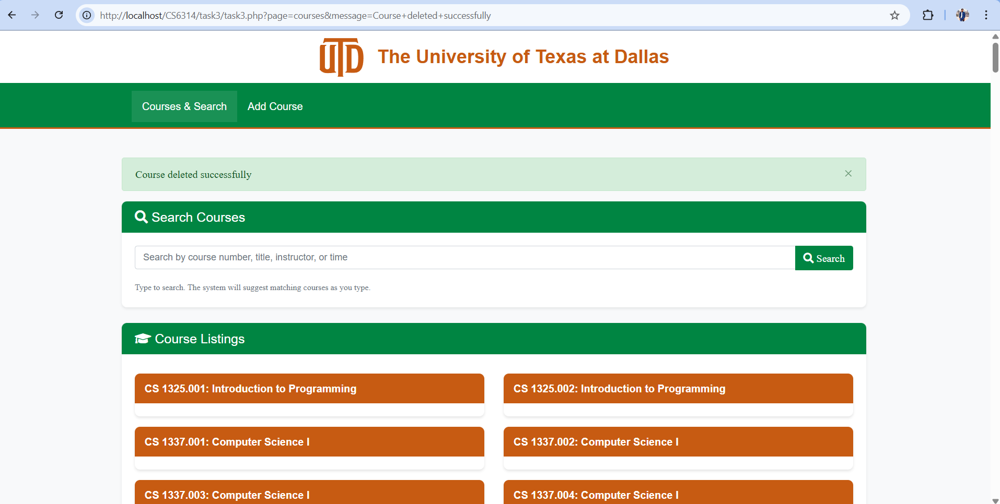 http://localhost/CS6314/task3/task3.php?page=courses&message=Course+deleted+successfully
UTD The University of Texas at Dallas
Courses & Search Add Course
Course deleted successfully ×
Search Courses
Search by course number, title, instructor, or time Search
Type to search. The system will suggest matching courses as you type.
Course Listings
CS 1325.001: Introduction to Programming
CS 1325.002: Introduction to Programming
CS 1337.001: Computer Science I
CS 1337.002: Computer Science I
CS 1337.003: Computer Science I
CS 1337.004: Computer Science I